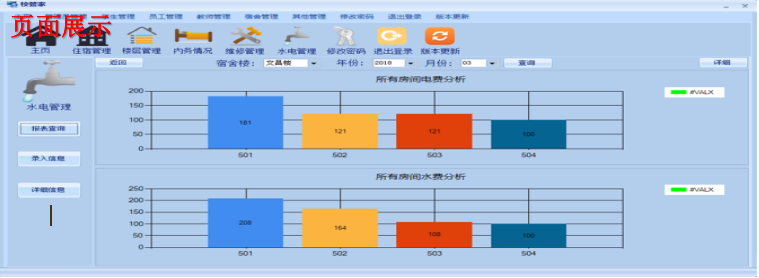 校管家
生管理 员工管理 教师管理 宿舍管理 其他管理 修改密码 退出登录 版本更新
页面展示
主页 住宿管理 楼层管理 内务情况 维修管理 水电管理 修改密码 退出登录 版本更新
返回 宿舍楼： 文昌楼 年份： 2018 月份： 03 查询 详细
水电管理
报表查询
录入信息
详细信息
所有房间电费分析
200
150
100
50
0
181 121 121 100
501 502 503 504
#VALX
所有房间水费分析
250
200
150
100
50
0
208 164 108 100
501 502 503 504
#VALX